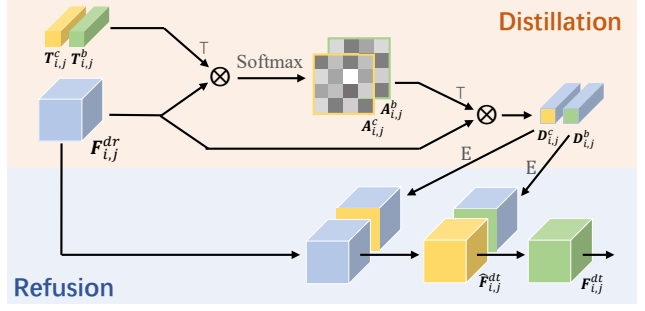 Distillation
T^c_{i,j} T^b_{i,j}
T
Softmax
⊗
A^b_{i,j}
A^c_{i,j}
T
⊗
F^{dr}_{i,j}
D^c_{i,j} D^b_{i,j}
E
E
F̂^{dt}_{i,j}
F^{dt}_{i,j}
Refusion